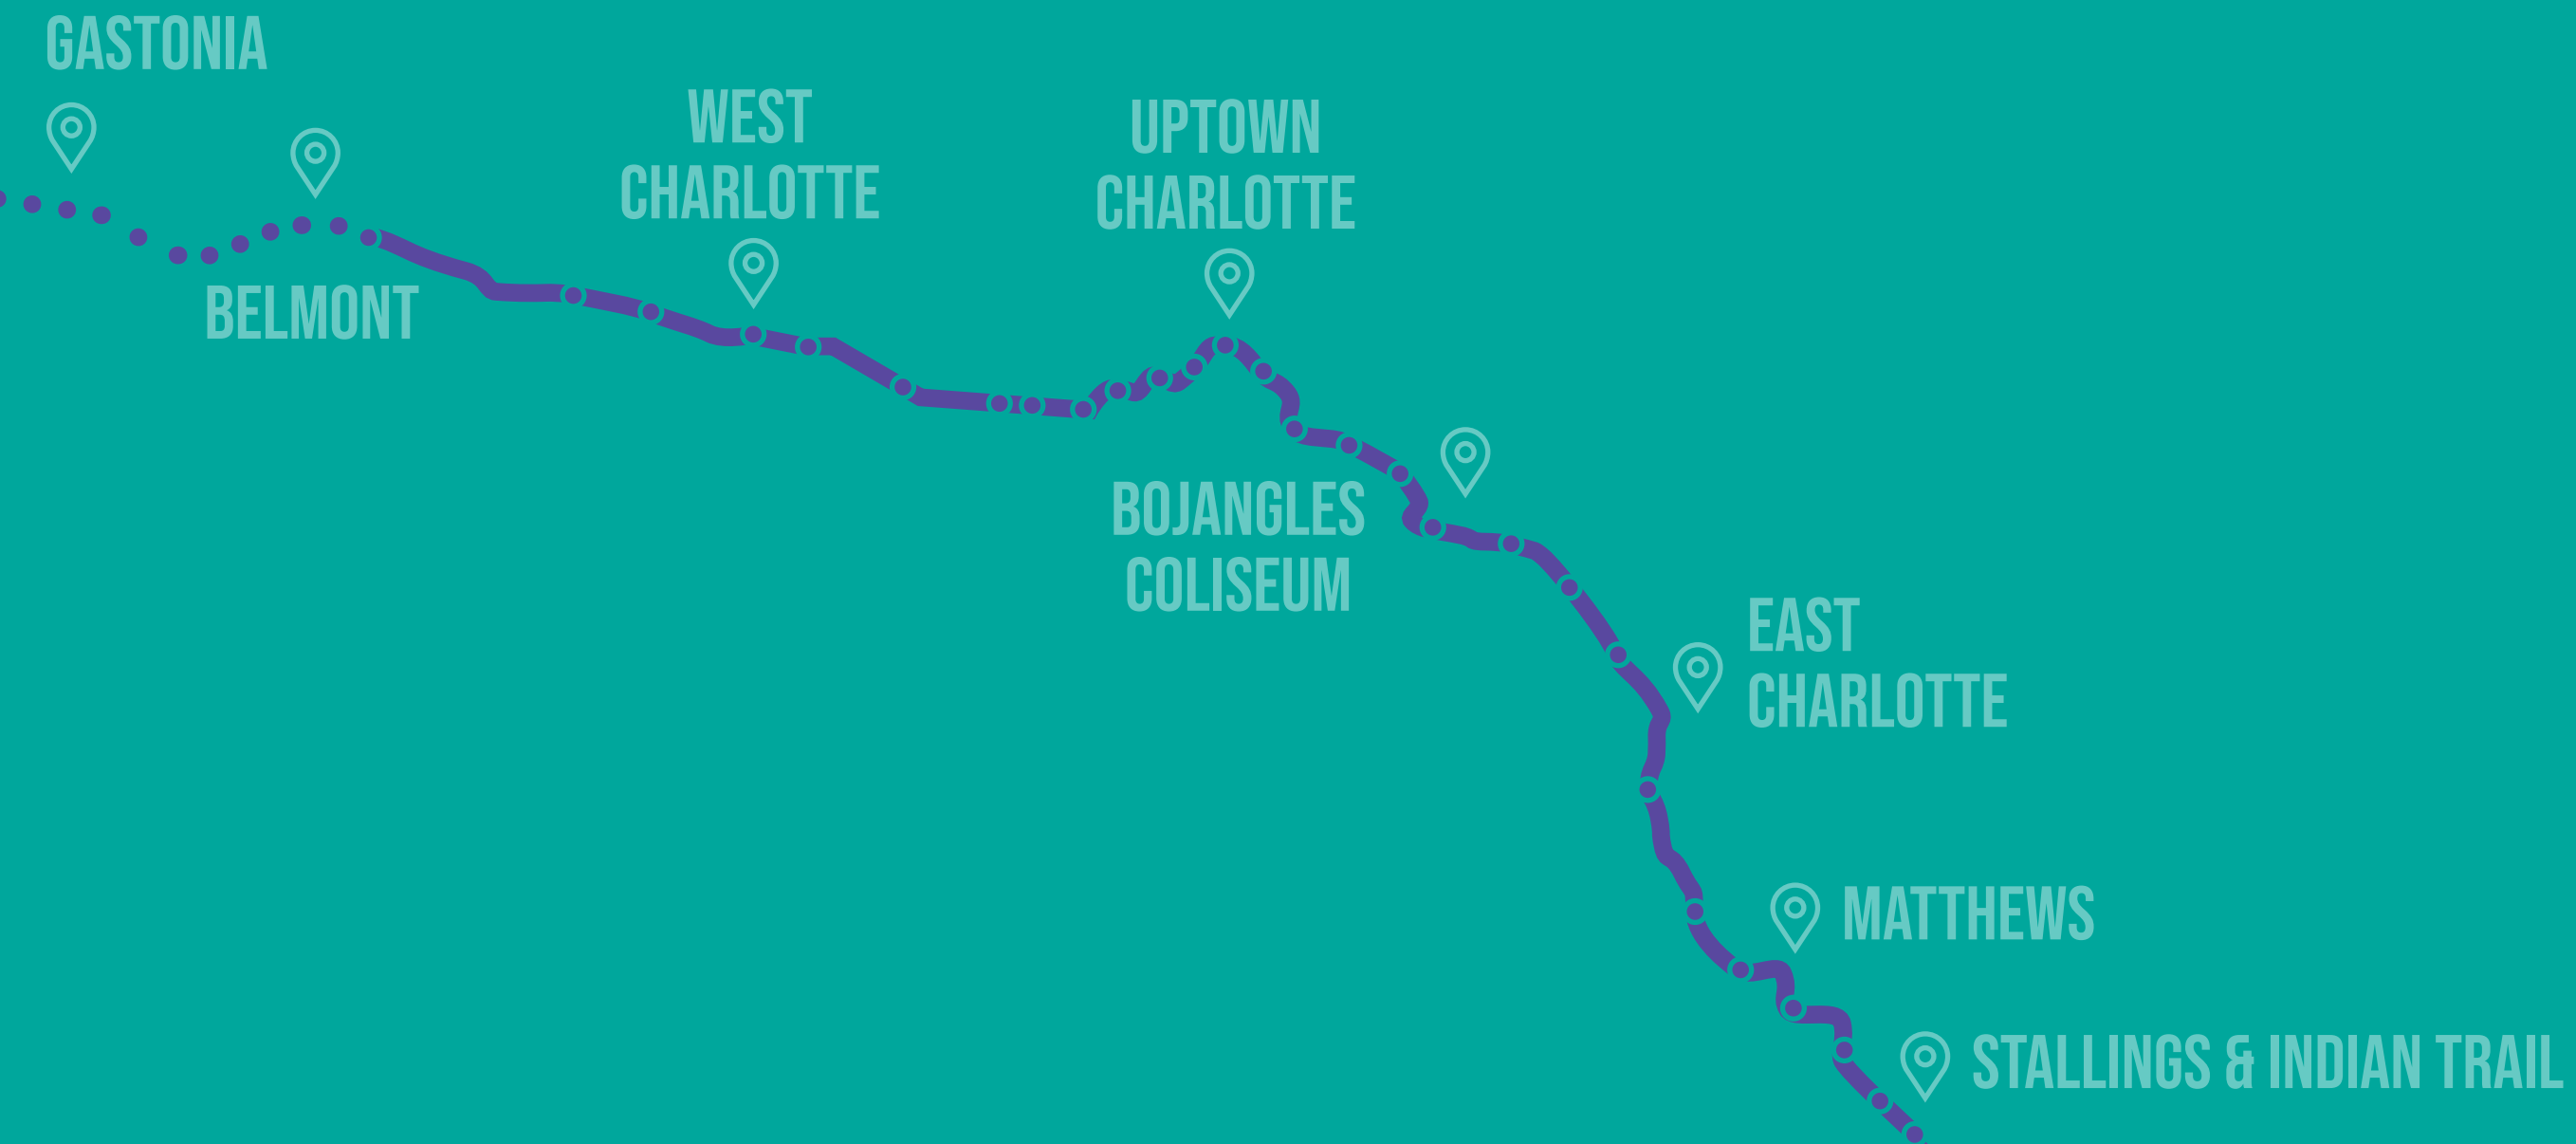 GASTONIA
BELMONT
WEST
CHARLOTTE
UPTOWN
CHARLOTTE
BOJANGLES
COLISEUM
EAST
CHARLOTTE
MATTHEWS
STALLINGS & INDIAN TRAIL